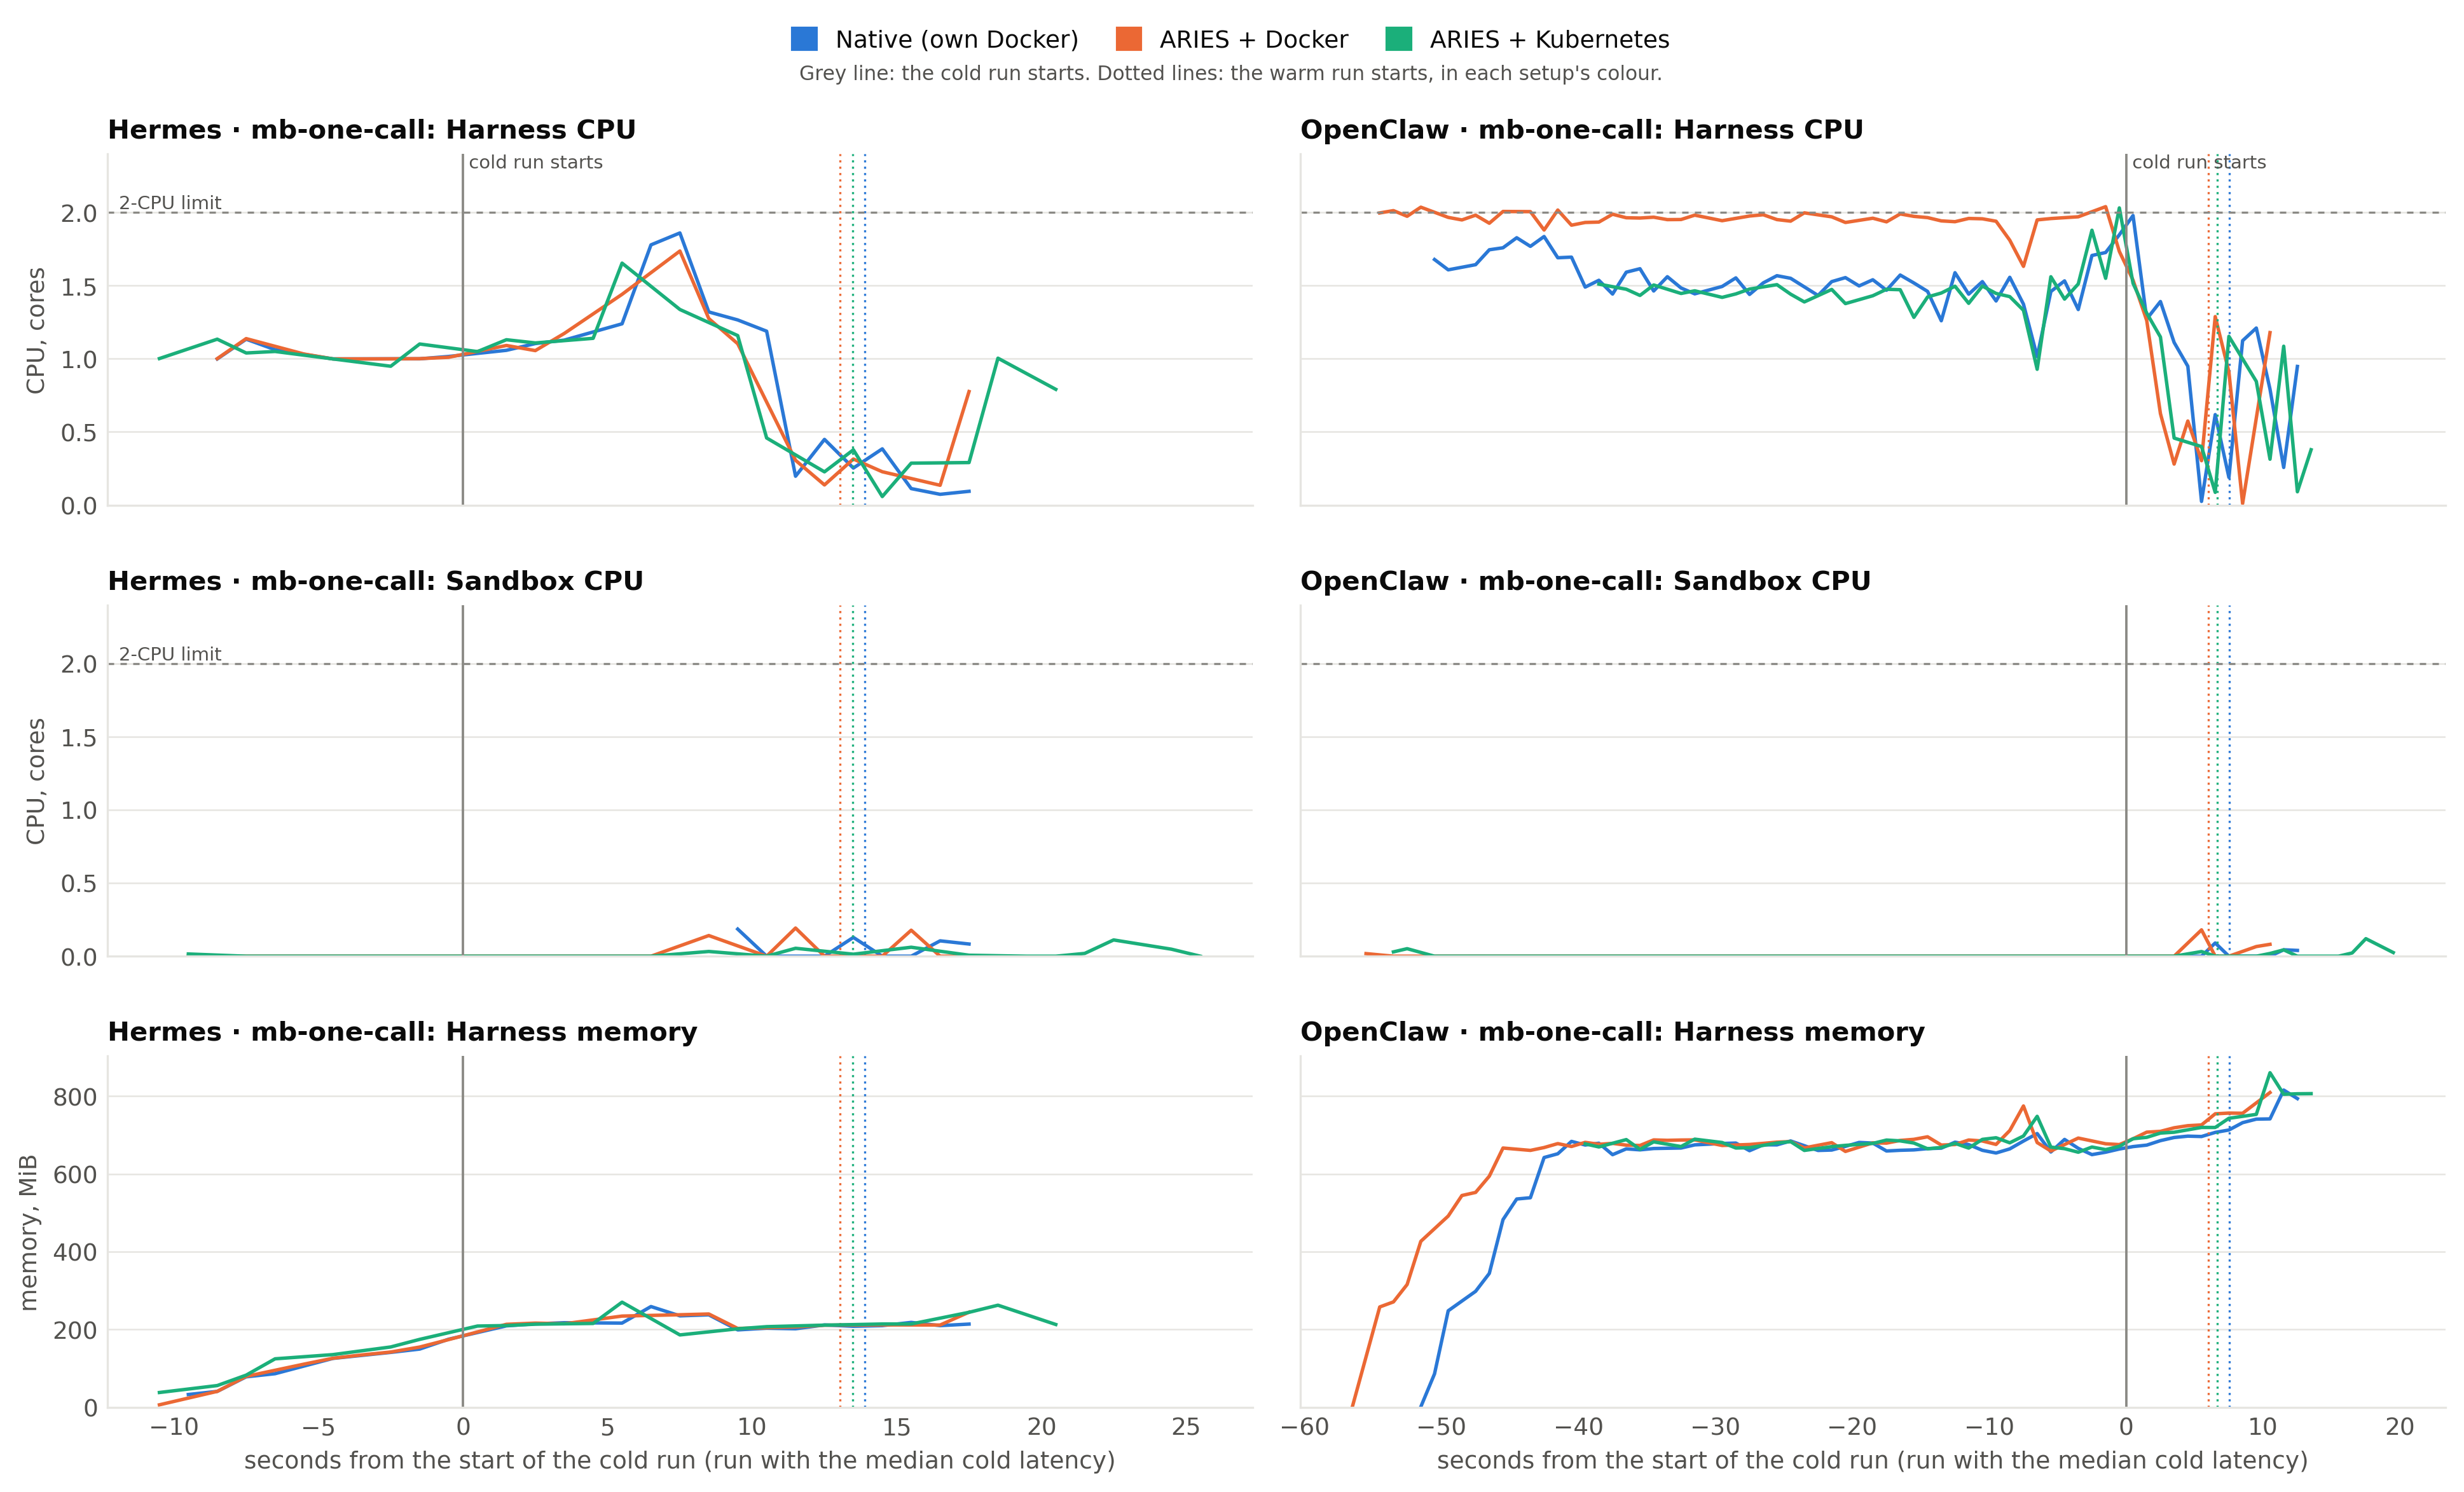 Native (own Docker) ARIES + Docker ARIES + Kubernetes
Grey line: the cold run starts. Dotted lines: the warm run starts, in each setup's colour.
Hermes · mb-one-call: Harness CPU
cold run starts
2-CPU limit
CPU, cores
2.0
1.5
1.0
0.5
0.0
OpenClaw · mb-one-call: Harness CPU
cold run starts
Hermes · mb-one-call: Sandbox CPU
2-CPU limit
CPU, cores
2.0
1.5
1.0
0.5
0.0
OpenClaw · mb-one-call: Sandbox CPU
Hermes · mb-one-call: Harness memory
memory, MiB
800
600
400
200
0
−10 −5 0 5 10 15 20 25
seconds from the start of the cold run (run with the median cold latency)
OpenClaw · mb-one-call: Harness memory
−60 −50 −40 −30 −20 −10 0 10 20
seconds from the start of the cold run (run with the median cold latency)